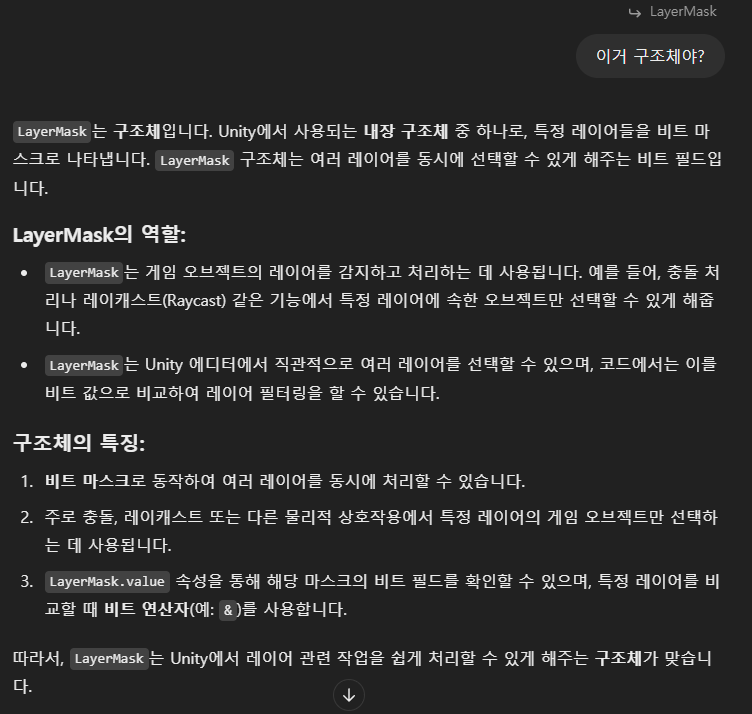 ↳ LayerMask
이거 구조체야?
LayerMask는 구조체입니다. Unity에서 사용되는 내장 구조체 중 하나로, 특정 레이어들을 비트 마
스크로 나타냅니다. LayerMask 구조체는 여러 레이어를 동시에 선택할 수 있게 해주는 비트 필드입
니다.
LayerMask의 역할:
• LayerMask는 게임 오브젝트의 레이어를 감지하고 처리하는 데 사용됩니다. 예를 들어, 충돌 처
리나 레이캐스트(Raycast) 같은 기능에서 특정 레이어에 속한 오브젝트만 선택할 수 있게 해줍
니다.
• LayerMask는 Unity 에디터에서 직관적으로 여러 레이어를 선택할 수 있으며, 코드에서는 이를
비트 값으로 비교하여 레이어 필터링을 할 수 있습니다.
구조체의 특징:
1. 비트 마스크로 동작하여 여러 레이어를 동시에 처리할 수 있습니다.
2. 주로 충돌, 레이캐스트 또는 다른 물리적 상호작용에서 특정 레이어의 게임 오브젝트만 선택하
는 데 사용됩니다.
3. LayerMask.value 속성을 통해 해당 마스크의 비트 필드를 확인할 수 있으며, 특정 레이어를 비
교할 때 비트 연산자(예: &)를 사용합니다.
따라서, LayerMask는 Unity에서 레이어 관련 작업을 쉽게 처리할 수 있게 해주는 구조체가 맞습니
다.